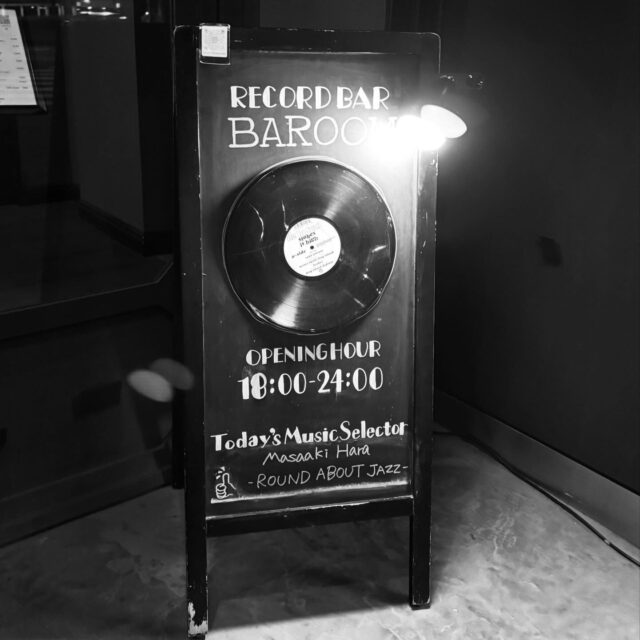 RECORD BAR
BAROOM
OPENING HOUR
18:00-24:00
Today's Music Selector
Masaaki Hara
-ROUND ABOUT JAZZ-